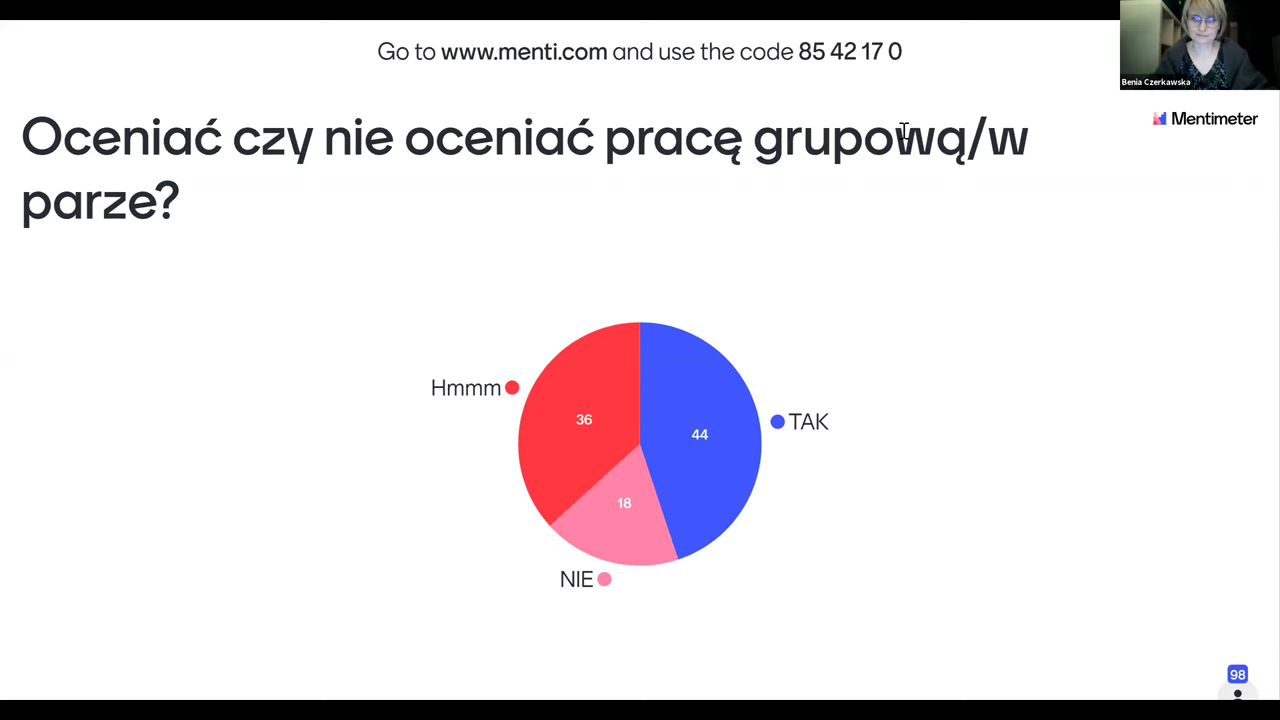 Go to www.menti.com and use the code 85 42 17 0
Benia Czerkawska
Mentimeter
Oceniać czy nie oceniać pracę grupową/w
parze?
Hmmm
36
44
TAK
18
NIE
98